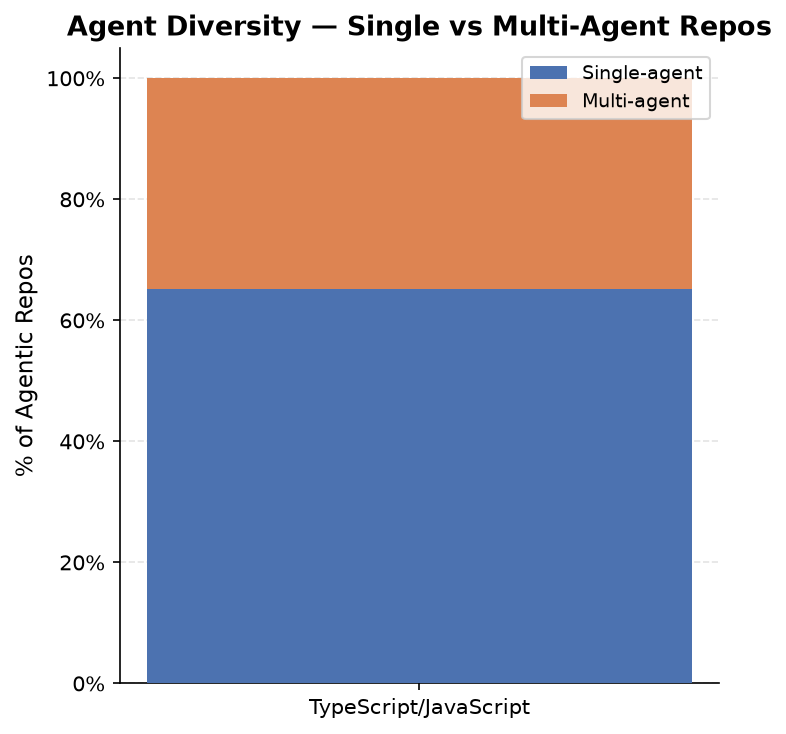 Agent Diversity — Single vs Multi-Agent Repos
Single-agent
Multi-agent
% of Agentic Repos
100%
80%
60%
40%
20%
0%
TypeScript/JavaScript